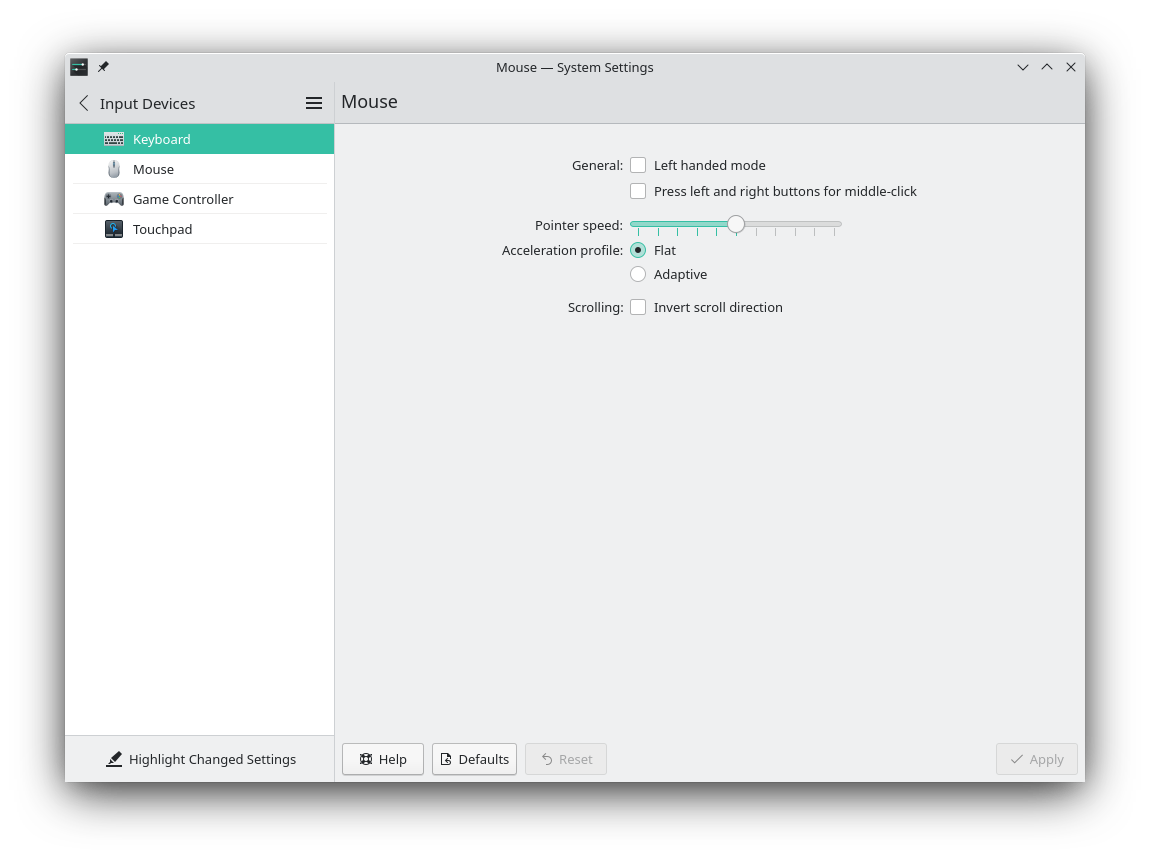 Mouse — System Settings
Input Devices
Mouse
Keyboard
Mouse
Game Controller
Touchpad
General: Left handed mode
Press left and right buttons for middle-click
Pointer speed:
Acceleration profile: Flat
Adaptive
Scrolling: Invert scroll direction
Highlight Changed Settings
Help Defaults Reset Apply